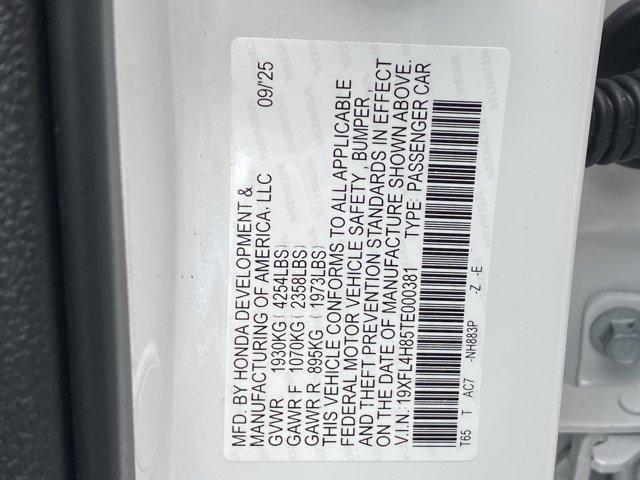 MFD. BY HONDA DEVELOPMENT & 09/'25
MANUFACTURING OF AMERICA, LLC
GVWR 1930KG ( 4254LBS)
GAWR F 1070KG ( 2358LBS)
GAWR R 895KG ( 1973LBS)
THIS VEHICLE CONFORMS TO ALL APPLICABLE
FEDERAL MOTOR VEHICLE SAFETY, BUMPER,
AND THEFT PREVENTION STANDARDS IN EFFECT
ON THE DATE OF MANUFACTURE SHOWN ABOVE.
V.I.N: 19XFL4H85TE000381 TYPE: PASSENGER CAR
T65 T AC7 -NH883P -Z -E